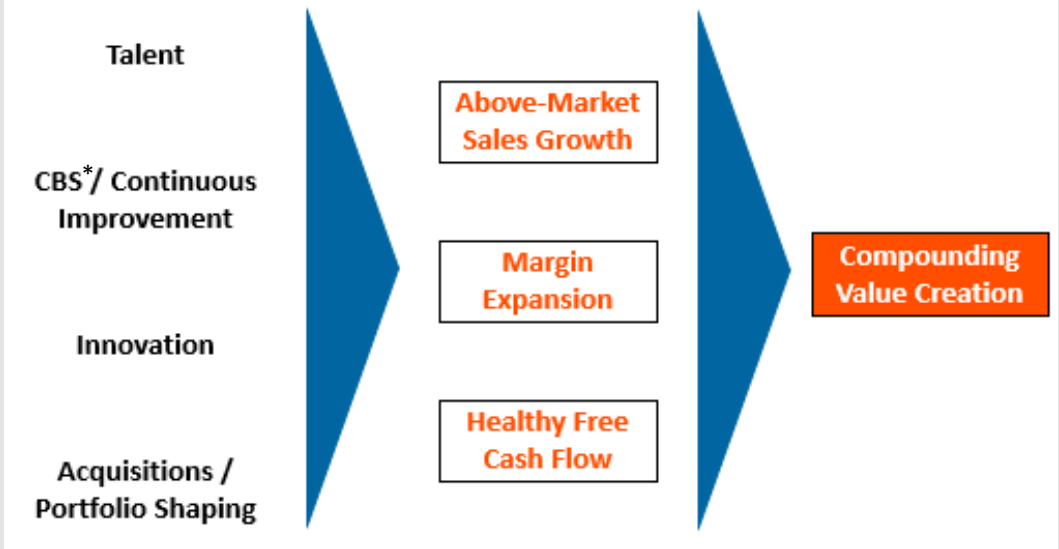 Talent
CBS*/ Continuous
Improvement
Innovation
Acquisitions /
Portfolio Shaping
Above-Market
Sales Growth
Margin
Expansion
Healthy Free
Cash Flow
Compounding
Value Creation